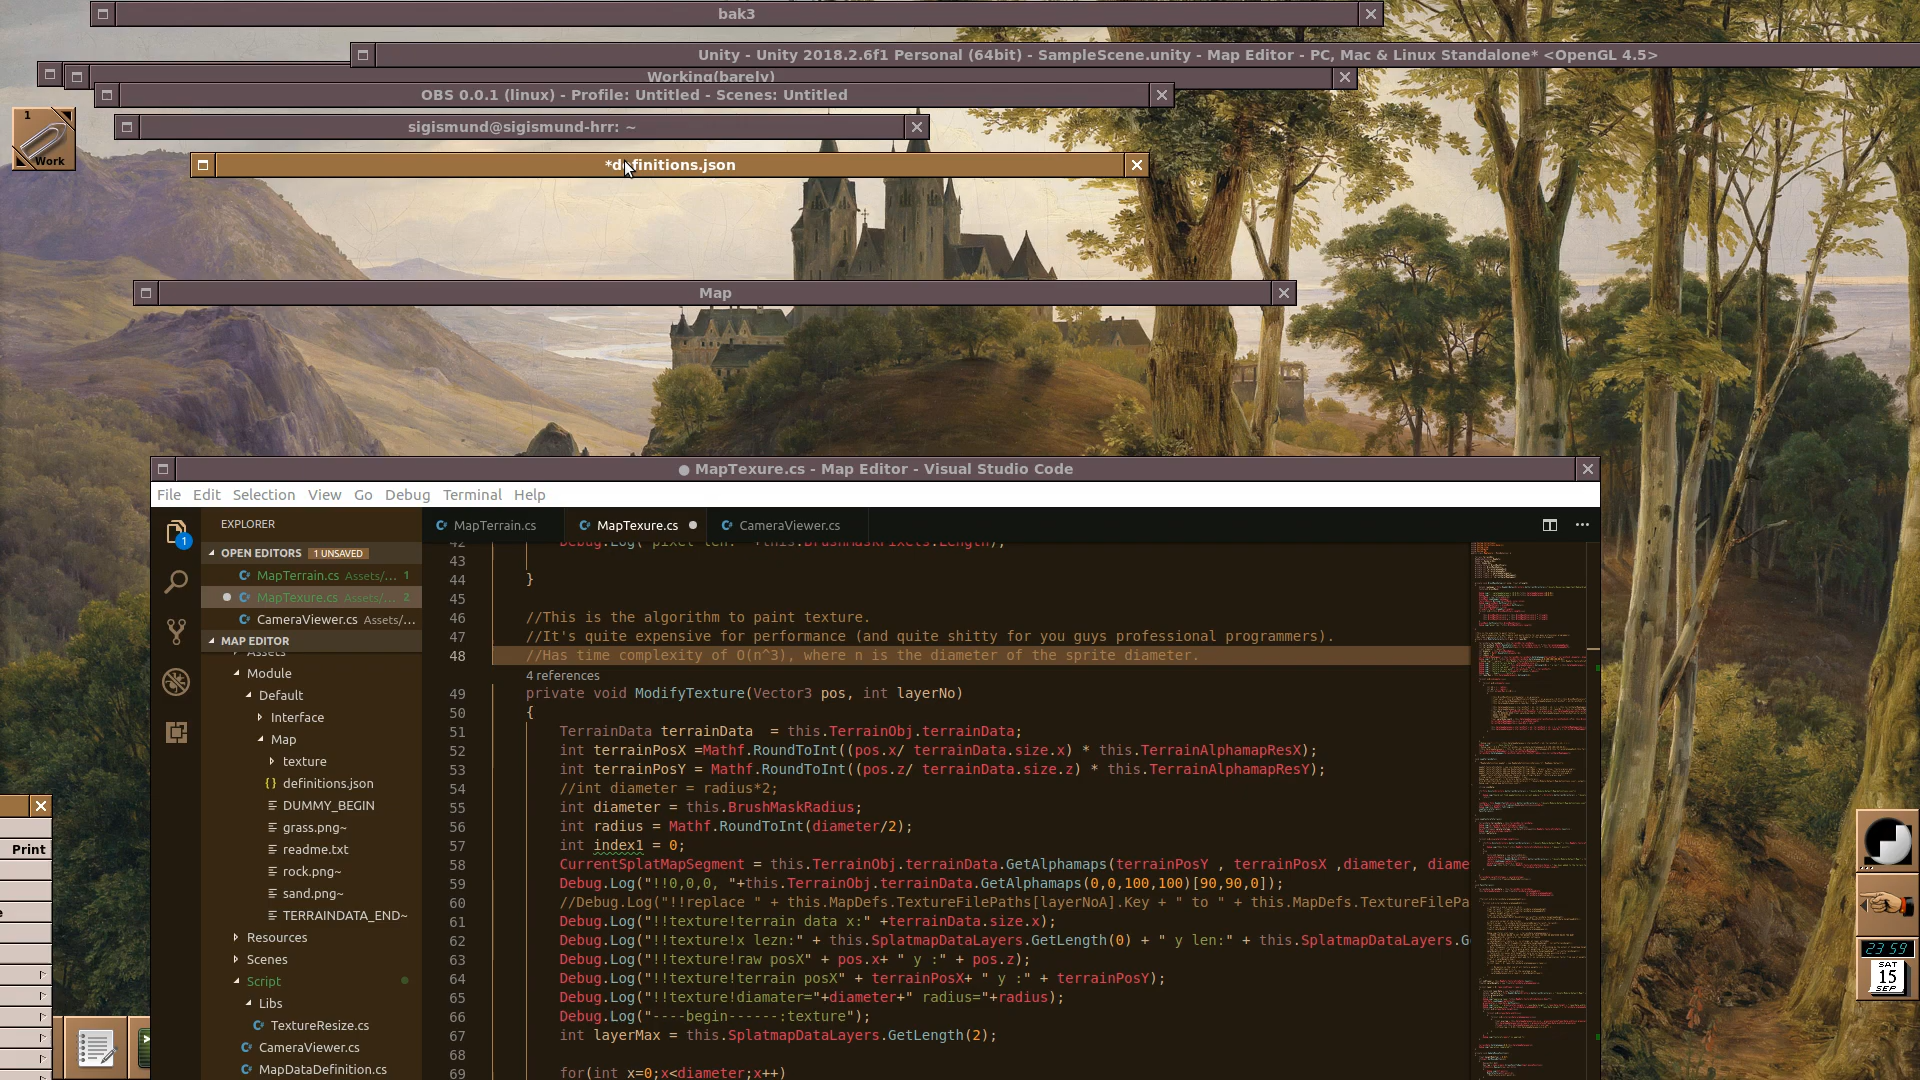 bak3
Unity - Unity 2018.2.6f1 Personal (64bit) - SampleScene.unity - Map Editor - PC, Mac & Linux Standalone* <OpenGL 4.5>
Working(barely)
OBS 0.0.1 (linux) - Profile: Untitled - Scenes: Untitled
1
Work
sigismund@sigismund-hrr: ~
*definitions.json
Map
● MapTexure.cs - Map Editor - Visual Studio Code
File Edit Selection View Go Debug Terminal Help
EXPLORER
MapTerrain.cs MapTexure.cs CameraViewer.cs
1
OPEN EDITORS 1 UNSAVED
MapTerrain.cs Assets/... 1
MapTexure.cs Assets/... 2
CameraViewer.cs Assets/...
MAP EDITOR
Assets
Module
Default
Interface
Map
texture
{} definitions.json
DUMMY_BEGIN
grass.png~
readme.txt
rock.png~
sand.png~
TERRAINDATA_END~
Resources
Scenes
Script
Libs
TextureResize.cs
CameraViewer.cs
MapDataDefinition.cs
42 Debug.Log("pixel len: "+this.BrushMaskPixels.Length);
43
44 }
45
46 //This is the algorithm to paint texture.
47 //It's quite expensive for performance (and quite shitty for you guys professional programmers).
48 //Has time complexity of O(n^3), where n is the diameter of the sprite diameter.
4 references
49 private void ModifyTexture(Vector3 pos, int layerNo)
50 {
51 TerrainData terrainData  = this.TerrainObj.terrainData;
52 int terrainPosX =Mathf.RoundToInt((pos.x/ terrainData.size.x) * this.TerrainAlphamapResX);
53 int terrainPosY = Mathf.RoundToInt((pos.z/ terrainData.size.z) * this.TerrainAlphamapResY);
54 //int diameter = radius*2;
55 int diameter = this.BrushMaskRadius;
56 int radius = Mathf.RoundToInt(diameter/2);
57 int index1 = 0;
58 CurrentSplatMapSegment = this.TerrainObj.terrainData.GetAlphamaps(terrainPosY , terrainPosX ,diameter, diame
59 Debug.Log("!!0,0,0, "+this.TerrainObj.terrainData.GetAlphamaps(0,0,100,100)[90,90,0]);
60 //Debug.Log("!!replace " + this.MapDefs.TextureFilePaths[layerNoA].Key + " to " + this.MapDefs.TextureFilePa
61 Debug.Log("!!texture!terrain data x:" +terrainData.size.x);
62 Debug.Log("!!texture!x lezn:" + this.SplatmapDataLayers.GetLength(0) + " y len:" + this.SplatmapDataLayers.G
63 Debug.Log("!!texture!raw posX" + pos.x+ " y :" + pos.z);
64 Debug.Log("!!texture!terrain posX" + terrainPosX+ " y :" + terrainPosY);
65 Debug.Log("!!texture!diamater="+diameter+" radius="+radius);
66 Debug.Log("----begin------:texture");
67 int layerMax = this.SplatmapDataLayers.GetLength(2);
68
69 for(int x=0;x<diameter;x++)
Print
e
23 59
SAT
15
SEP